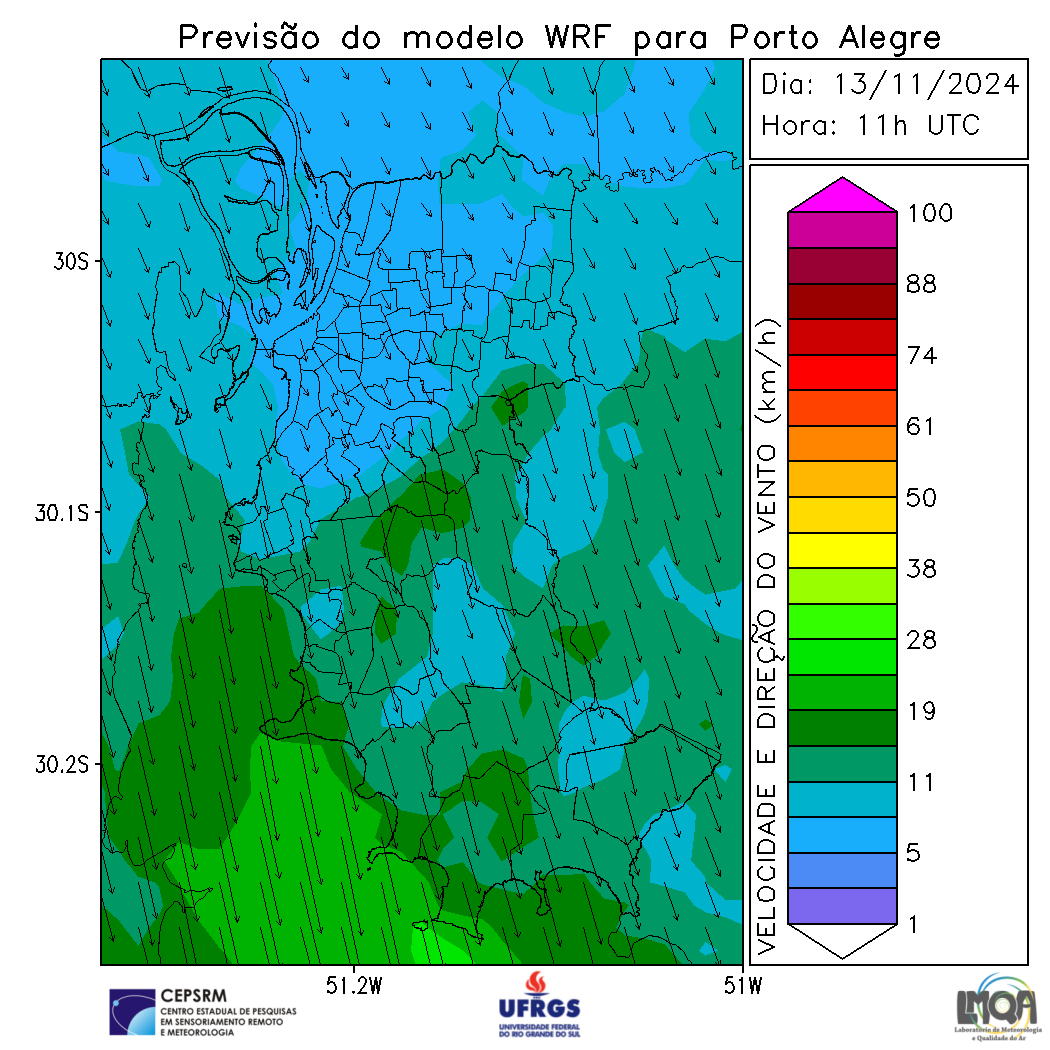 Previsão do modelo WRF para Porto Alegre
Dia: 13/11/2024
Hora: 11h UTC
30S
30.1S
30.2S
51.2W
51W
VELOCIDADE E DIREÇÃO DO VENTO (km/h)
100
88
74
61
50
38
28
19
11
5
1
CEPSRM
CENTRO ESTADUAL DE PESQUISAS
EM SENSORIAMENTO REMOTO
E METEOROLOGIA
UFRGS
UNIVERSIDADE FEDERAL
DO RIO GRANDE DO SUL
LMQA
Laboratório de Meteorologia
e Qualidade do Ar